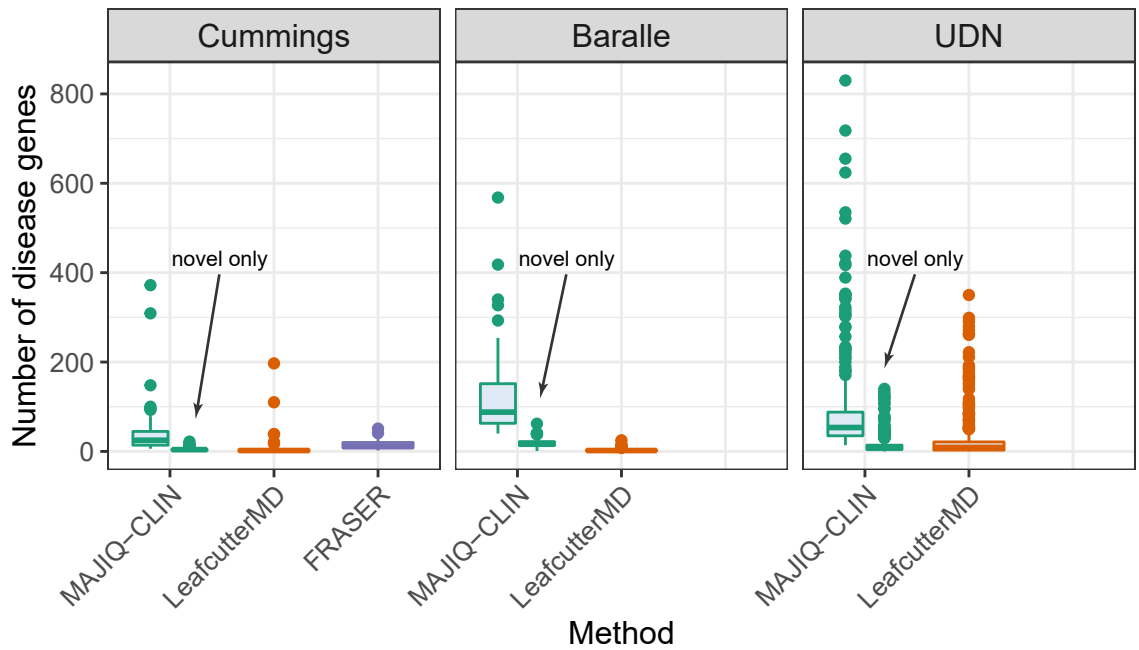 Cummings
Baralle
UDN
Number of disease genes
800
600
400
200
0
novel only
novel only
novel only
MAJIQ−CLIN
LeafcutterMD
FRASER
MAJIQ−CLIN
LeafcutterMD
MAJIQ−CLIN
LeafcutterMD
Method